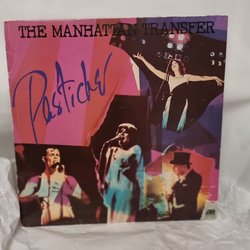 THE MANHATTAN TRANSFER
Pastiche